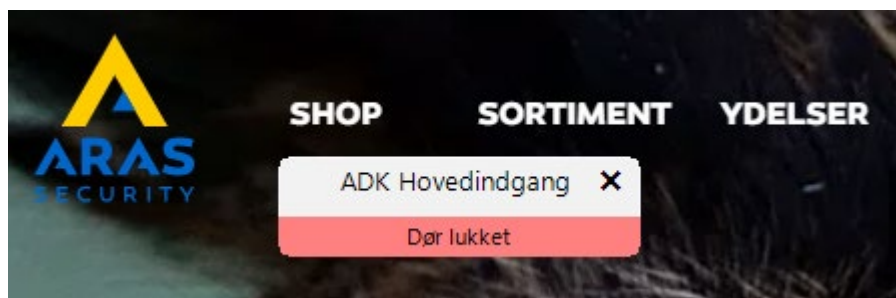 SHOP SORTIMENT YDELSER
ARAS
SECURITY
ADK Hovedindgang ✕
Dør lukket